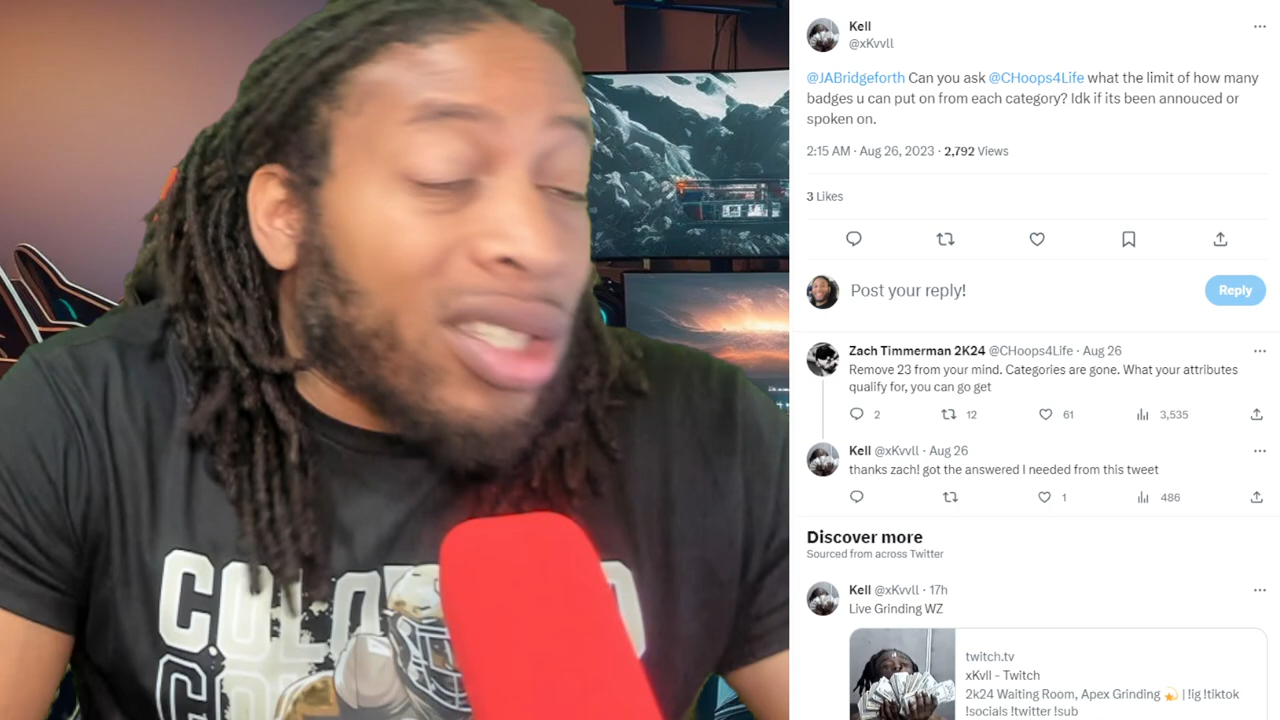 Kell
@xKvvll
@JABridgeforth Can you ask @CHoops4Life what the limit of how many
badges u can put on from each category? Idk if its been annouced or
spoken on.
2:15 AM · Aug 26, 2023 · 2,792 Views
3 Likes
Post your reply!
Reply
Zach Timmerman 2K24 @CHoops4Life · Aug 26
Remove 23 from your mind. Categories are gone. What your attributes
qualify for, you can go get
2 12 61 3,535
Kell @xKvvll · Aug 26
thanks zach! got the answered I needed from this tweet
1 486
Discover more
Sourced from across Twitter
Kell @xKvvll · 17h
Live Grinding WZ
twitch.tv
xKvll - Twitch
2k24 Waiting Room, Apex Grinding 💫 | !ig !tiktok
!socials !twitter !sub